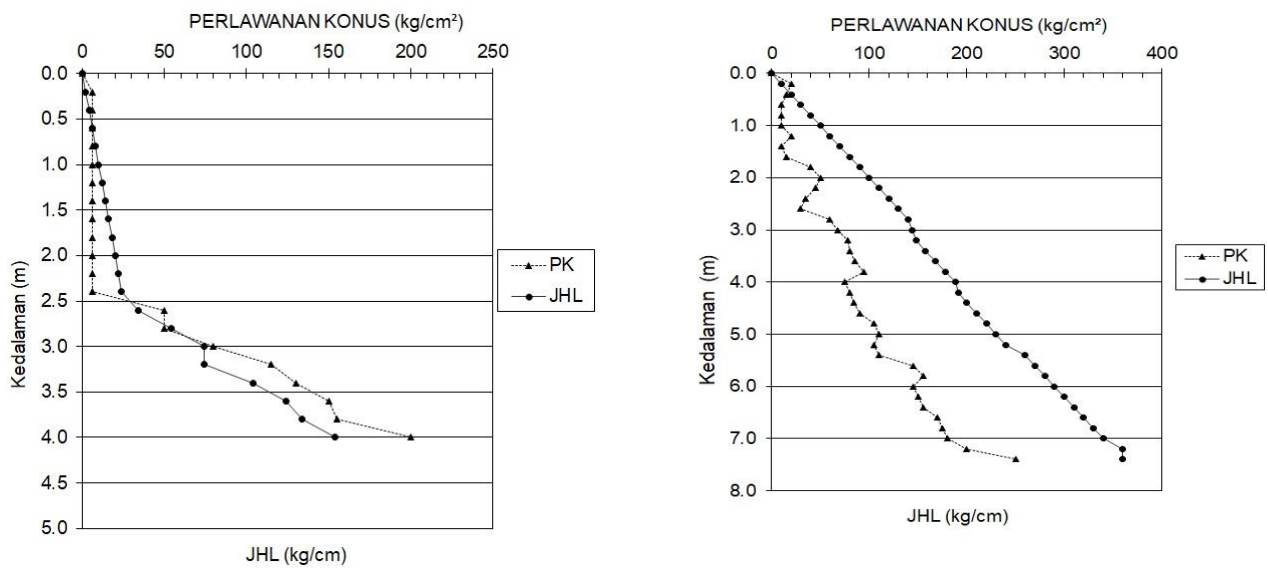 PERLAWANAN KONUS (kg/cm²)
0 50 100 150 200 250
0.0
0.5
1.0
1.5
2.0
2.5
3.0
3.5
4.0
4.5
5.0
Kedalaman (m)
PK
JHL
JHL (kg/cm)
PERLAWANAN KONUS (kg/cm²)
0 100 200 300 400
0.0
1.0
2.0
3.0
4.0
5.0
6.0
7.0
8.0
Kedalaman (m)
PK
JHL
JHL (kg/cm)